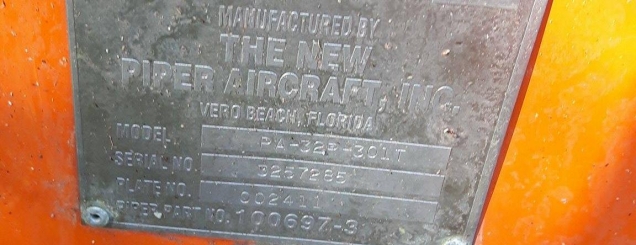 MANUFACTURED BY
THE NEW
PIPER AIRCRAFT, INC.
VERO BEACH, FLORIDA
MODEL PA-32R-301T
SERIAL NO. 3257285
PLATE NO. 002411
PIPER PART NO. 100697-3